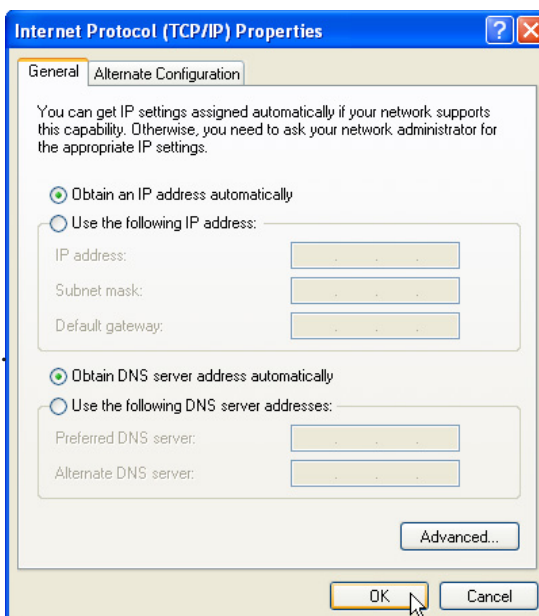 Internet Protocol (TCP/IP) Properties
General
Alternate Configuration
You can get IP settings assigned automatically if your network supports
this capability. Otherwise, you need to ask your network administrator for
the appropriate IP settings.
Obtain an IP address automatically
Use the following IP address:
IP address:
Subnet mask:
Default gateway:
Obtain DNS server address automatically
Use the following DNS server addresses:
Preferred DNS server:
Alternate DNS server:
Advanced...
OK
Cancel